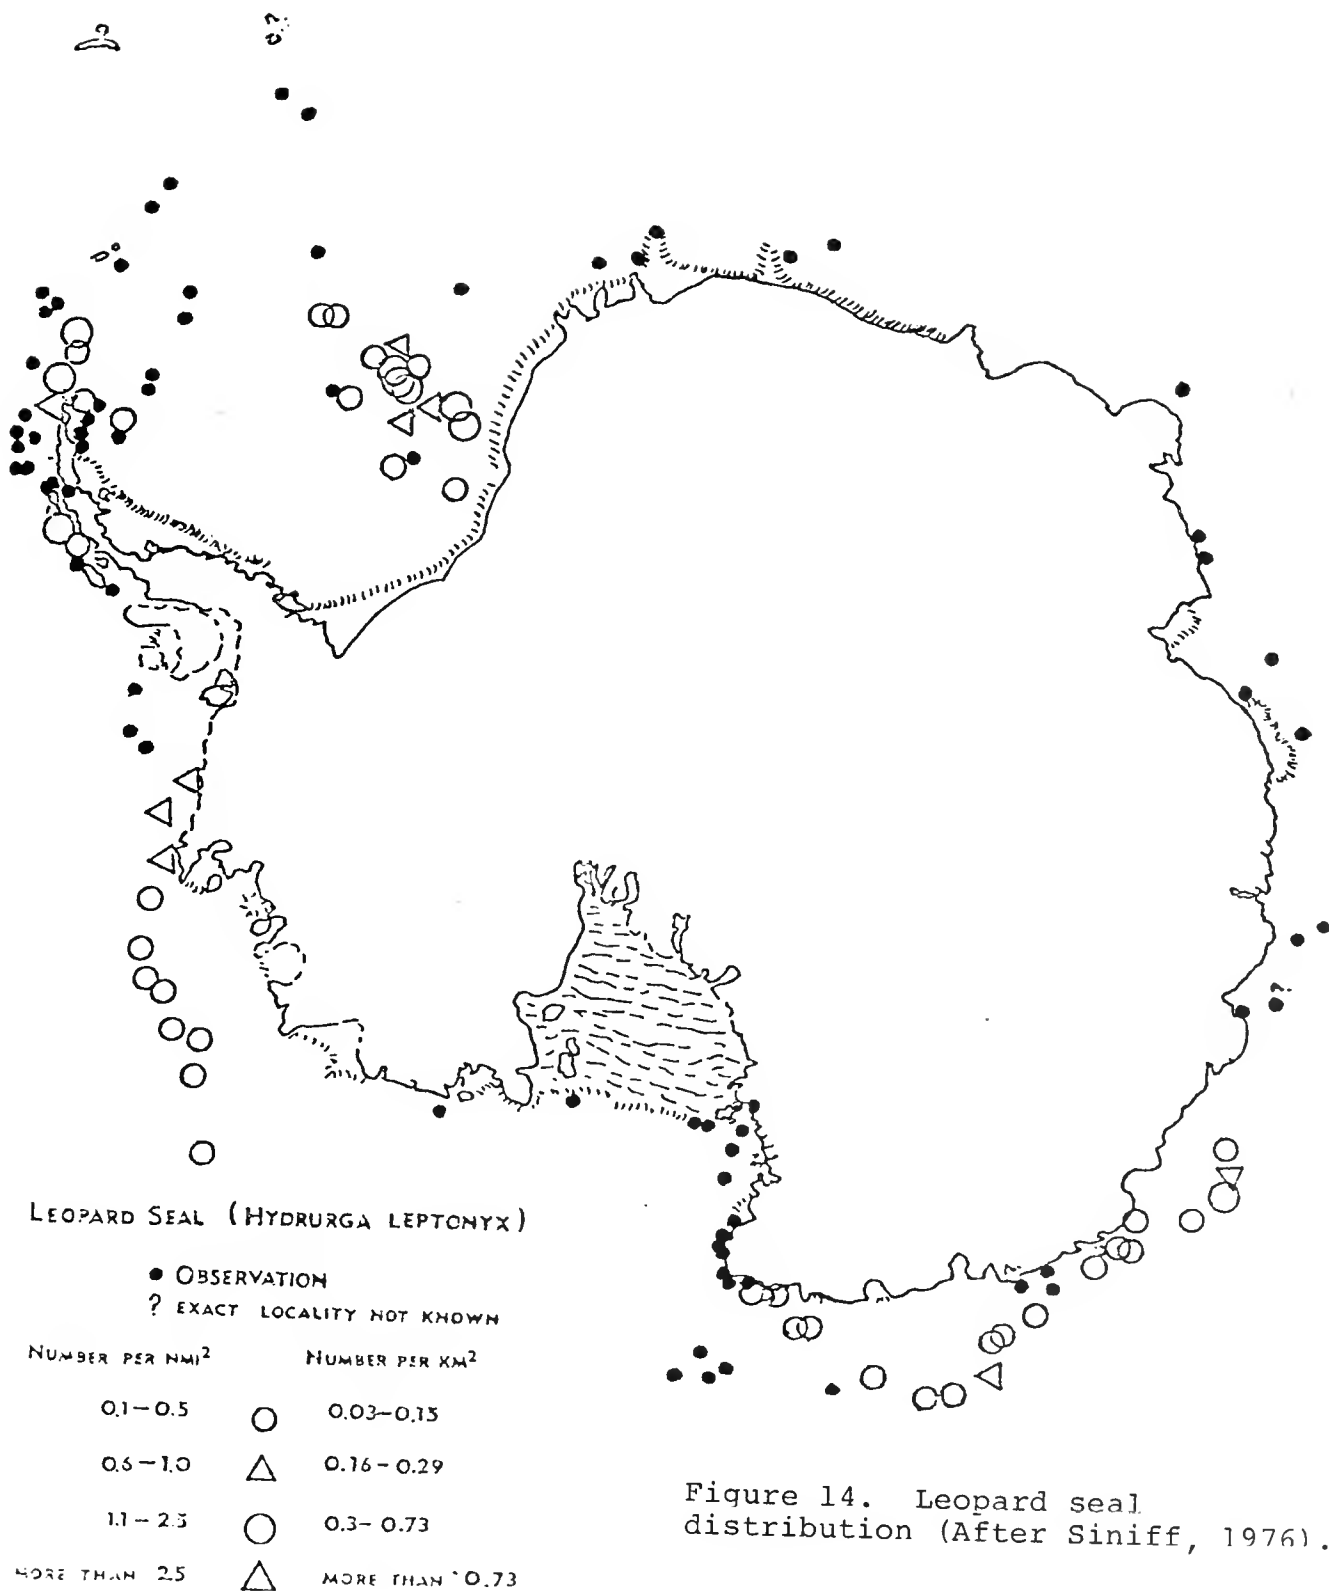 ?
LEOPARD SEAL (HYDRURGA LEPTONYX)
OBSERVATION
? EXACT LOCALITY NOT KNOWN
NUMBER PER NMI² NUMBER PER KM²
0.1–0.5 0.03–0.15
0.6–1.0 0.16–0.29
1.1–2.5 0.3–0.73
MORE THAN 2.5 MORE THAN 0.73
Figure 14. Leopard seal
distribution (After Siniff, 1976).